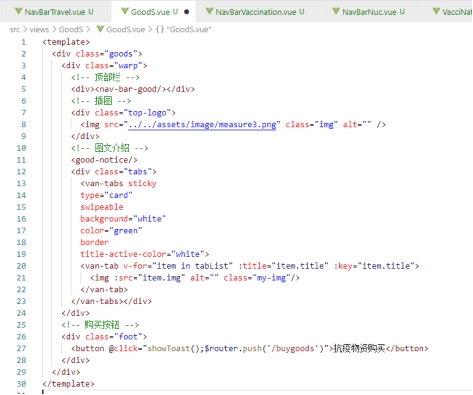 NavBarTravel.vue U
GoodS.vue U
NavBarVaccination.vue U
NavBarNuc.vue U
VacciNat
src > views > GoodS > GoodS.vue > {} "GoodS.vue"
1 <template>
2 <div class="goods">
3 <div class="warp">
4 <!-- 顶部栏 -->
5 <div><nav-bar-good/></div>
6 <!-- 插图 -->
7 <div class="top-logo">
8 <img src="../../assets/image/measure3.png" class="img" alt="" />
9 </div>
10 <!-- 图文介绍 -->
11 <good-notice/>
12 <div class="tabs">
13 <van-tabs sticky
14 type="card"
15 swipeable
16 background="white"
17 color="green"
18 border
19 title-active-color="white">
20 <van-tab v-for="item in tabList" :title="item.title" :key="item.title">
21 <img :src="item.img" alt="" class="my-img"/>
22 </van-tab>
23 </van-tabs></div>
24 </div>
25 <!-- 购买按钮 -->
26 <div class="foot">
27 <button @click="showToast();$router.push('/buygoods')">抗疫物资购买</button>
28 </div>
29 </div>
30 </template>